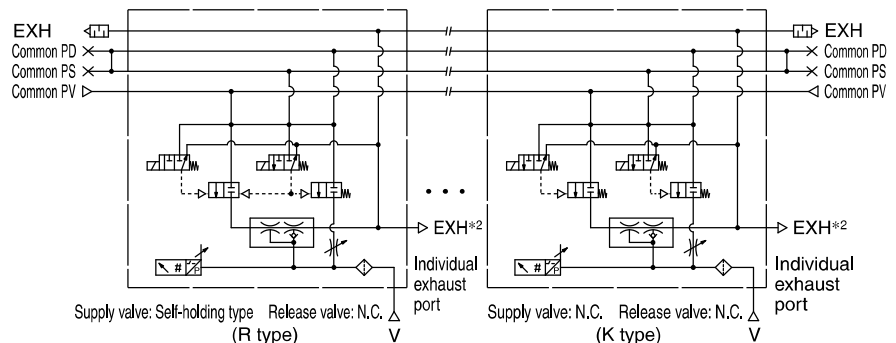 EXH
Common PD
Common PS
Common PV
EXH
Common PD
Common PS
Common PV
• • •
# P
EXH*2
Individual
exhaust
port
Supply valve: Self-holding type Release valve: N.C.
(R type)
V
# P
EXH*2
Individual
exhaust
port
Supply valve: N.C. Release valve: N.C.
(K type)
V